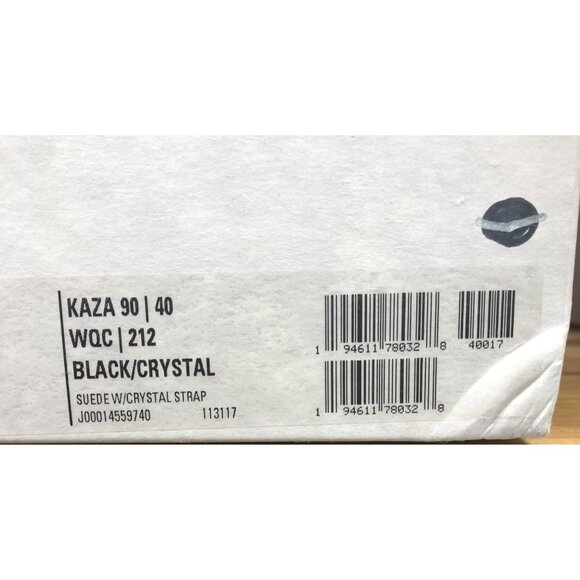 KAZA 90 | 40
WQC | 212
BLACK/CRYSTAL
SUEDE W/CRYSTAL STRAP
J00014559740 113117
1 94611 78032 8
40017
1 94611 78032 8